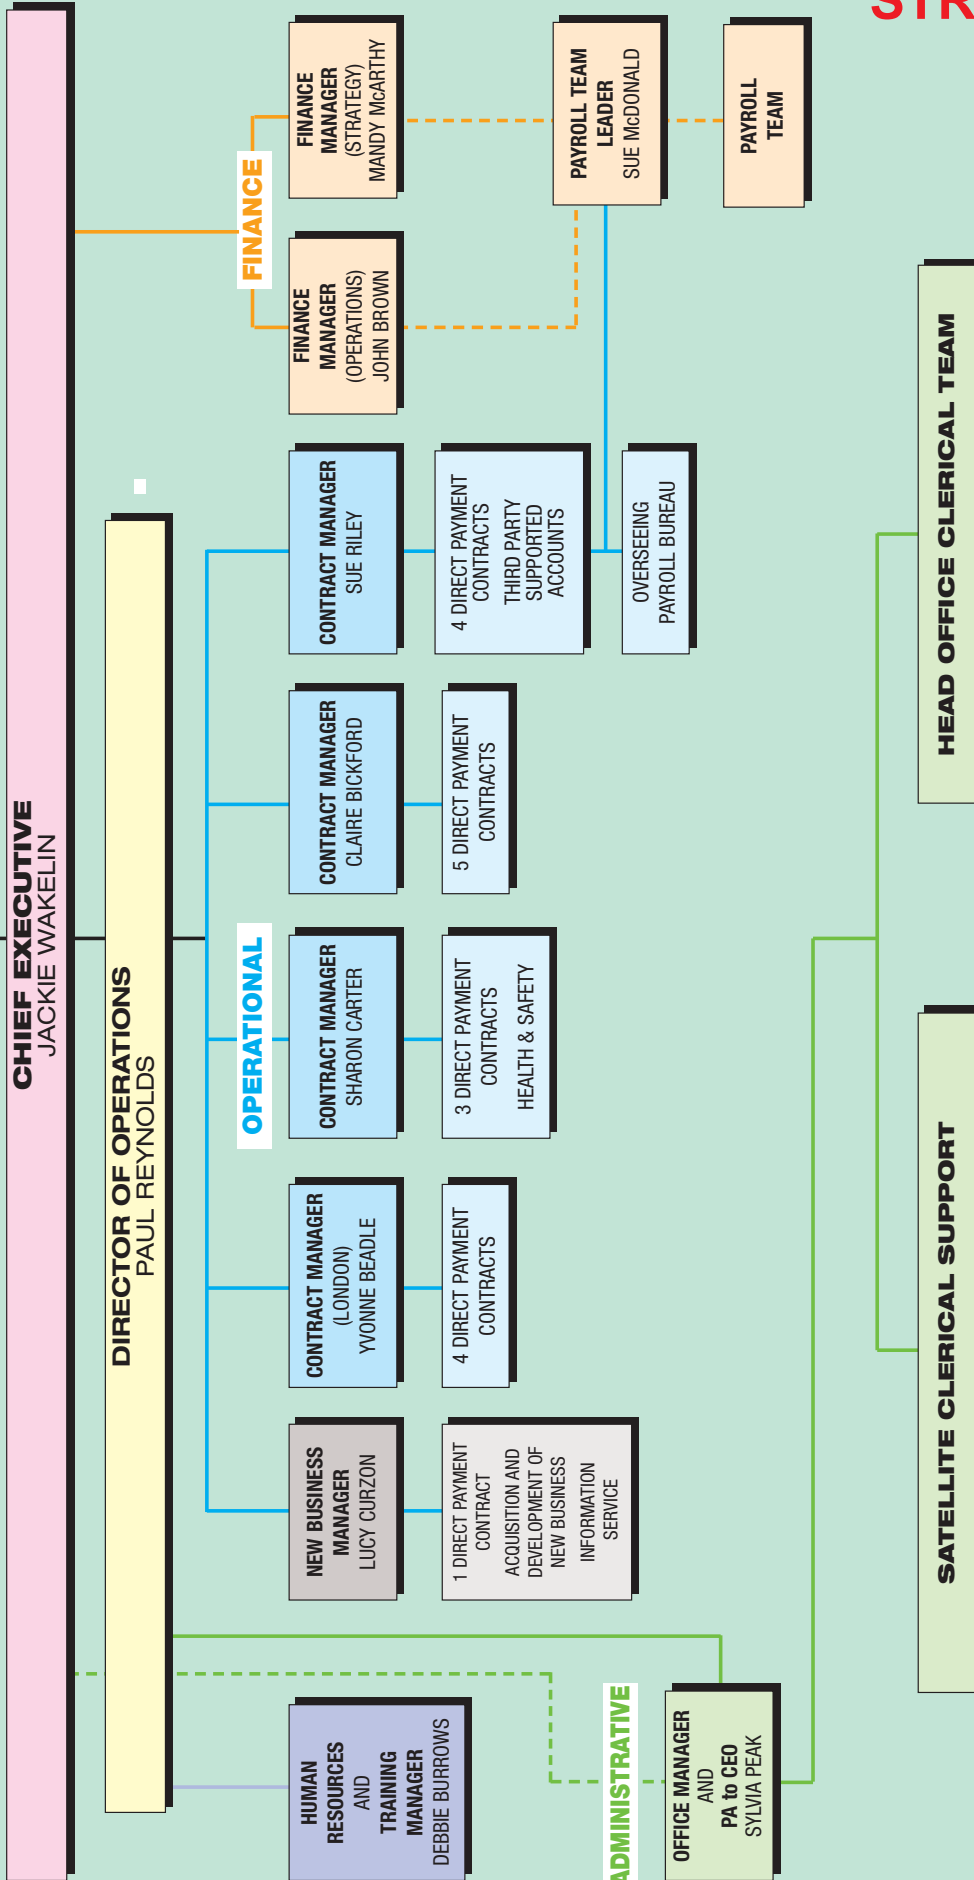 STR
CHIEF EXECUTIVE
JACKIE WAKELIN
DIRECTOR OF OPERATIONS
PAUL REYNOLDS
OPERATIONAL
FINANCE
HUMAN
RESOURCES
AND
TRAINING
MANAGER
DEBBIE BURROWS
NEW BUSINESS
MANAGER
LUCY CURZON
CONTRACT MANAGER
(LONDON)
YVONNE BEADLE
CONTRACT MANAGER
SHARON CARTER
CONTRACT MANAGER
CLAIRE BICKFORD
CONTRACT MANAGER
SUE RILEY
FINANCE
MANAGER
(OPERATIONS)
JOHN BROWN
FINANCE
MANAGER
(STRATEGY)
MANDY McARTHY
1 DIRECT PAYMENT
CONTRACT
ACQUISITION AND
DEVELOPMENT OF
NEW BUSINESS
INFORMATION
SERVICE
4 DIRECT PAYMENT
CONTRACTS
3 DIRECT PAYMENT
CONTRACTS
HEALTH & SAFETY
5 DIRECT PAYMENT
CONTRACTS
4 DIRECT PAYMENT
CONTRACTS
THIRD PARTY
SUPPORTED
ACCOUNTS
OVERSEEING
PAYROLL BUREAU
PAYROLL TEAM
LEADER
SUE McDONALD
PAYROLL
TEAM
ADMINISTRATIVE
OFFICE MANAGER
AND
PA to CEO
SYLVIA PEAK
SATELLITE CLERICAL SUPPORT
HEAD OFFICE CLERICAL TEAM